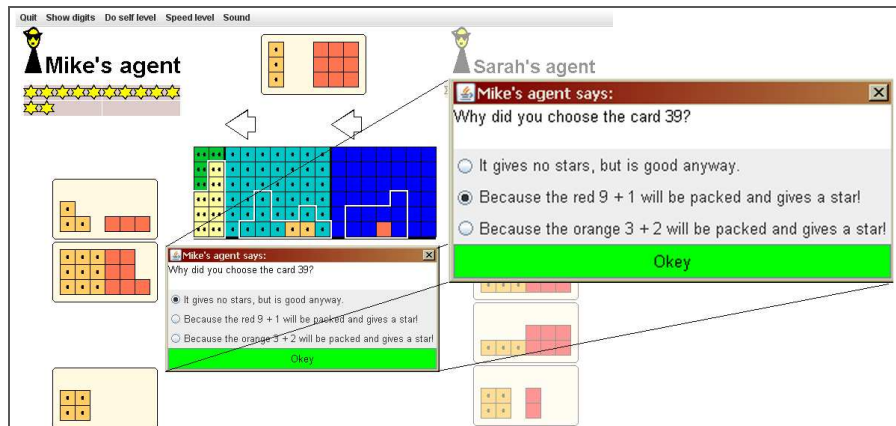 Quit Show digits Do self level Speed level Sound
Mike's agent
Sarah's agent
Mike's agent says:
Why did you choose the card 39?
It gives no stars, but is good anyway.
Because the red 9 + 1 will be packed and gives a star!
Because the orange 3 + 2 will be packed and gives a star!
Okey
Mike's agent says:
Why did you choose the card 39?
It gives no stars, but is good anyway.
Because the red 9 + 1 will be packed and gives a star!
Because the orange 3 + 2 will be packed and gives a star!
Okey